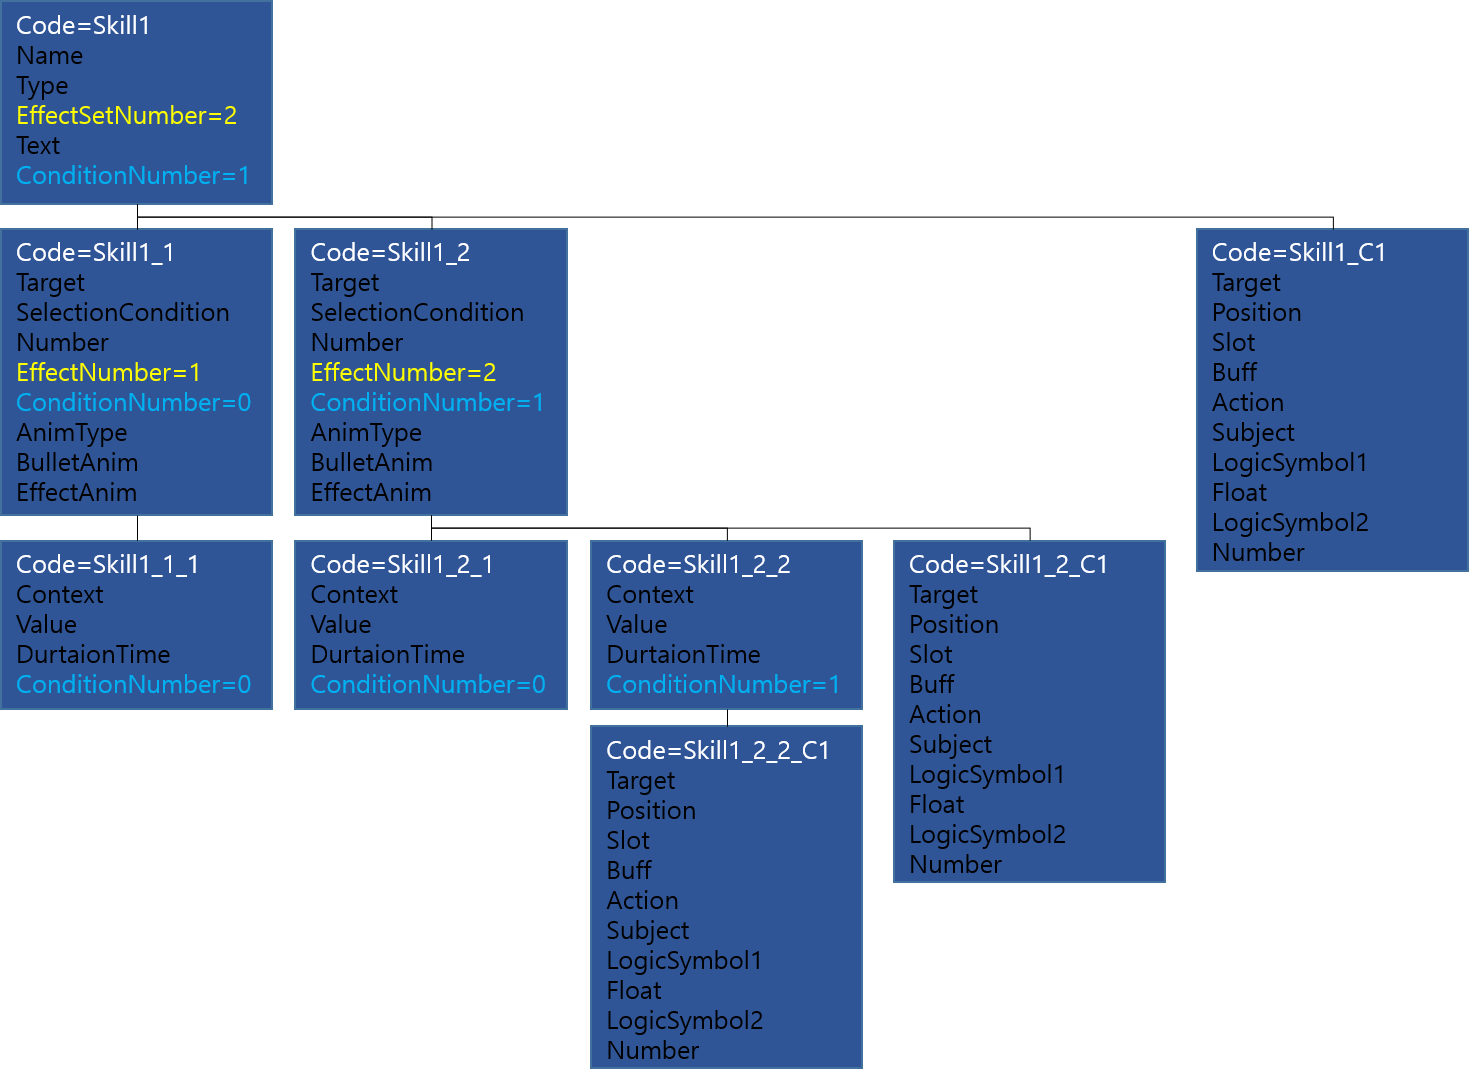 Code=Skill1
Name
Type
EffectSetNumber=2
Text
ConditionNumber=1
Code=Skill1_1
Target
SelectionCondition
Number
EffectNumber=1
ConditionNumber=0
AnimType
BulletAnim
EffectAnim
Code=Skill1_2
Target
SelectionCondition
Number
EffectNumber=2
ConditionNumber=1
AnimType
BulletAnim
EffectAnim
Code=Skill1_C1
Target
Position
Slot
Buff
Action
Subject
LogicSymbol1
Float
LogicSymbol2
Number
Code=Skill1_1_1
Context
Value
DurtaionTime
ConditionNumber=0
Code=Skill1_2_1
Context
Value
DurtaionTime
ConditionNumber=0
Code=Skill1_2_2
Context
Value
DurtaionTime
ConditionNumber=1
Code=Skill1_2_C1
Target
Position
Slot
Buff
Action
Subject
LogicSymbol1
Float
LogicSymbol2
Number
Code=Skill1_2_2_C1
Target
Position
Slot
Buff
Action
Subject
LogicSymbol1
Float
LogicSymbol2
Number